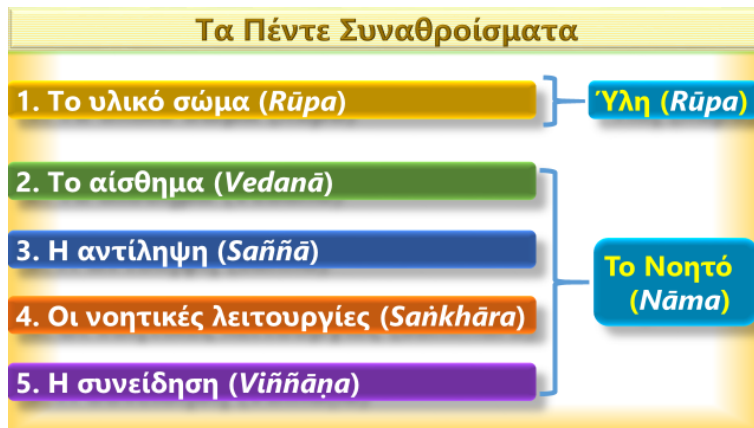 Τα Πέντε Συναθροίσματα
1. Το υλικό σώμα (Rūpa)
Ύλη (Rūpa)
2. Το αίσθημα (Vedanā)
3. Η αντίληψη (Saññā)
4. Οι νοητικές λειτουργίες (Saṅkhāra)
5. Η συνείδηση (Viññāṇa)
Το Νοητό
(Nāma)